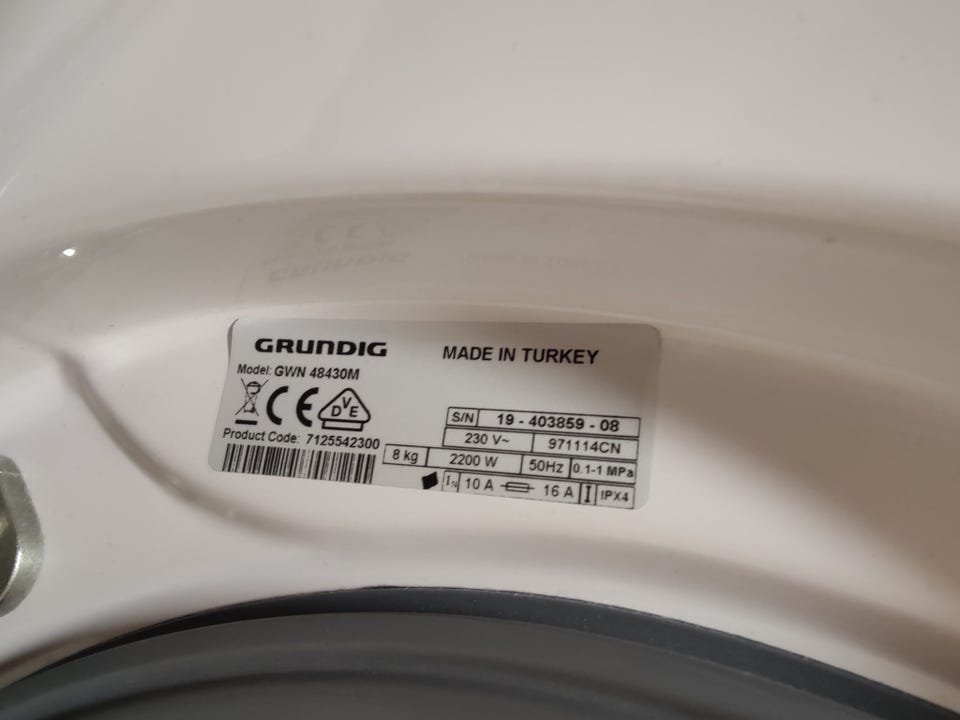 GRUNDIG
MADE IN TURKEY
Model: GWN 48430M
CE
VDE
S/N 19 - 403859 - 08
Product Code: 7125542300
230 V~ 971114CN
8 kg 2200 W 50Hz 0.1-1 MPa
IN 10 A 16 A I IPX4